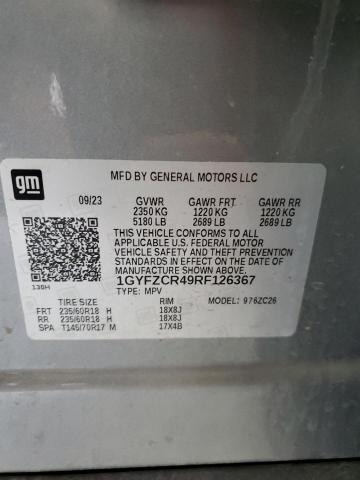 gm
MFD BY GENERAL MOTORS LLC
09/23 GVWR GAWR FRT GAWR RR
2350 KG 1220 KG 1220 KG
5180 LB 2689 LB 2689 LB
THIS VEHICLE CONFORMS TO ALL APPLICABLE
U.S. FEDERAL MOTOR
VEHICLE SAFETY AND THEFT PREVENTION
STANDARDS IN EFFECT ON THE DATE OF
MANUFACTURE SHOWN ABOVE.
1GYFZCR49RF126367
TYPE: MPV
TIRE SIZE RIM MODEL: 976ZC26
FRT 235/60R18 H 18X8J
RR 235/60R18 H 18X8J
SPA T145/70R17 M 17X4B